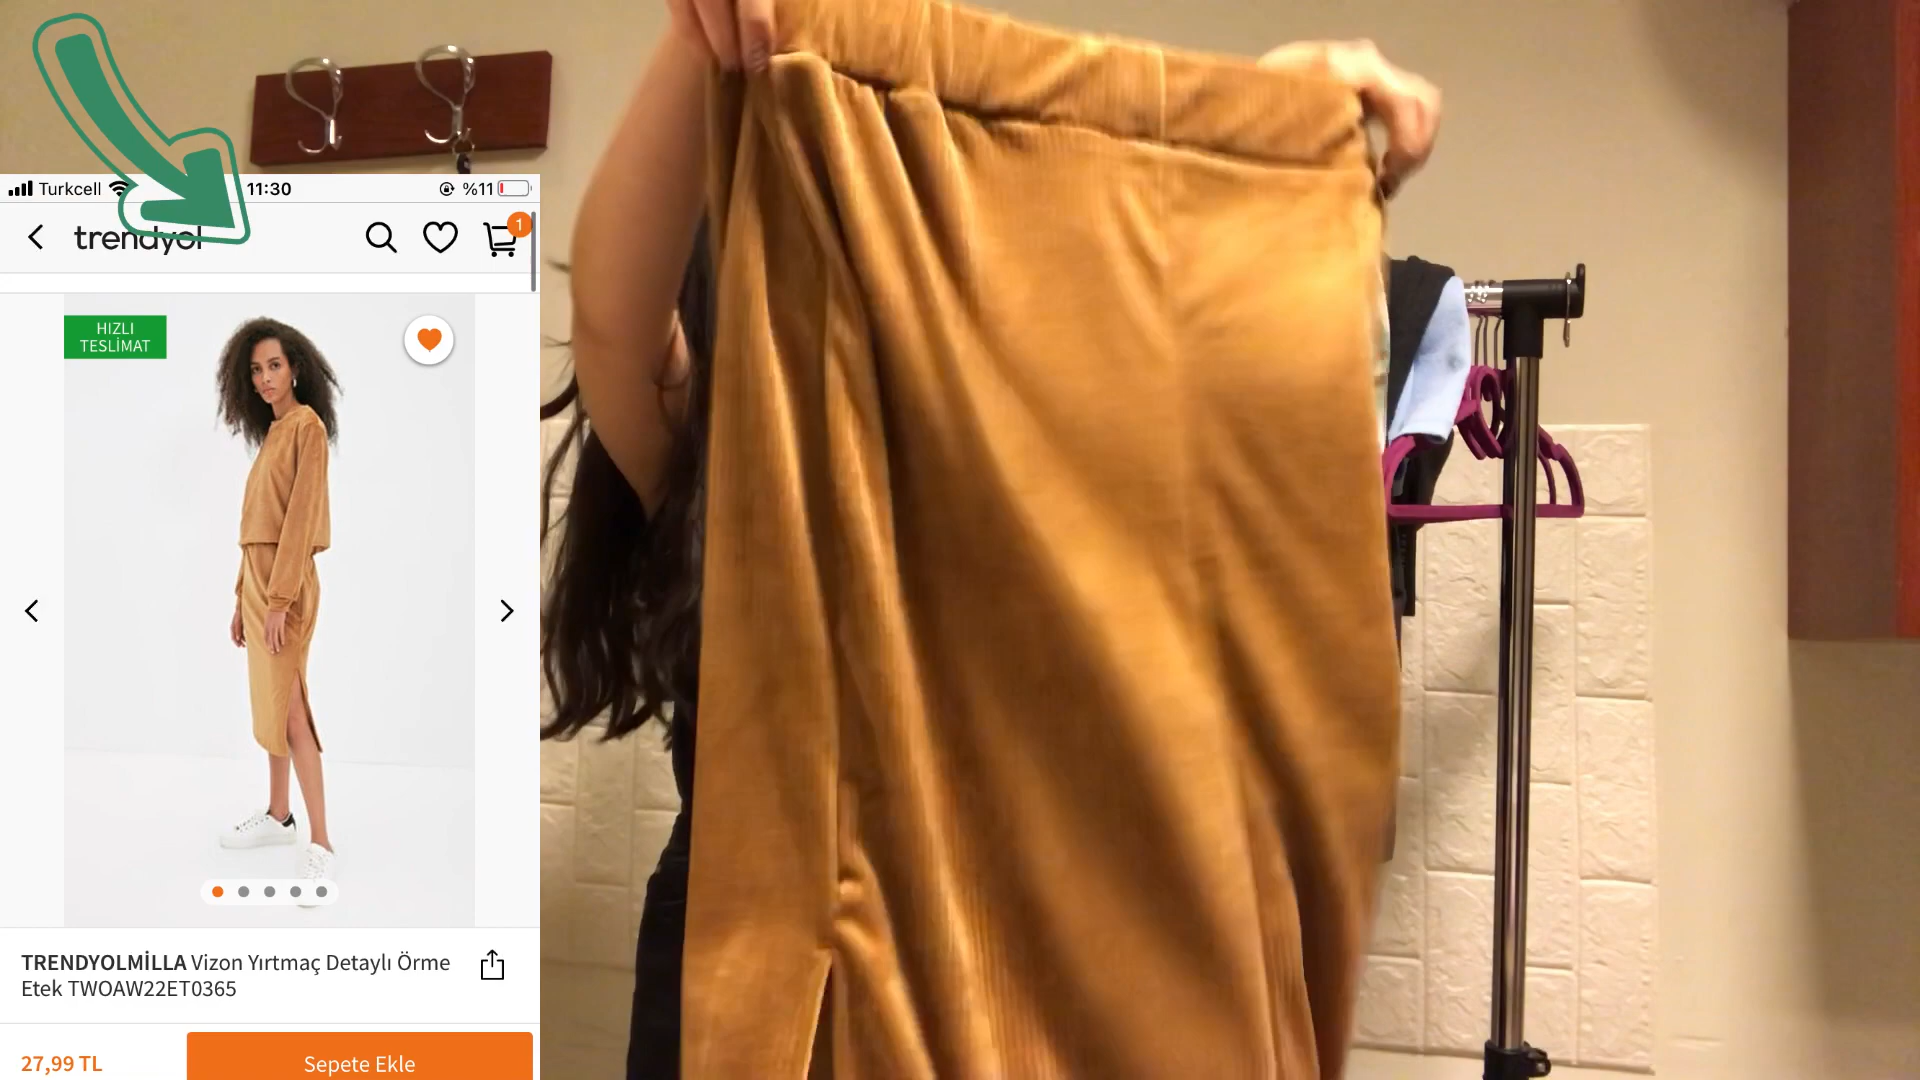 Turkcell 11:30 %11
trendyol 1
HIZLI
TESLİMAT
TRENDYOLMİLLA Vizon Yırtmaç Detaylı Örme
Etek TWOAW22ET0365
27,99 TL Sepete Ekle